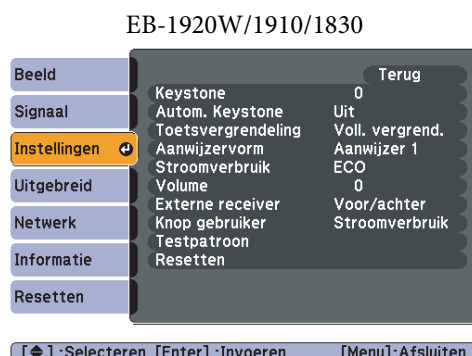 EB-1920W/1910/1830
Beeld
Signaal
Instellingen
Uitgebreid
Netwerk
Informatie
Resetten
Terug
Keystone 0
Autom. Keystone Uit
Toetsvergrendeling Voll. vergrend.
Aanwijzervorm Aanwijzer 1
Stroomverbruik ECO
Volume 0
Externe receiver Voor/achter
Knop gebruiker Stroomverbruik
Testpatroon
Resetten
[◆]:Selecteren [Enter]:Invoeren [Menu]:Afsluiten